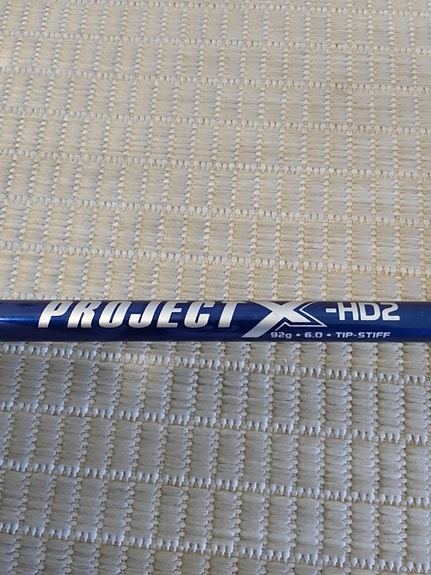 PROJECT X-HD2
92g • 6.0 • TIP-STIFF